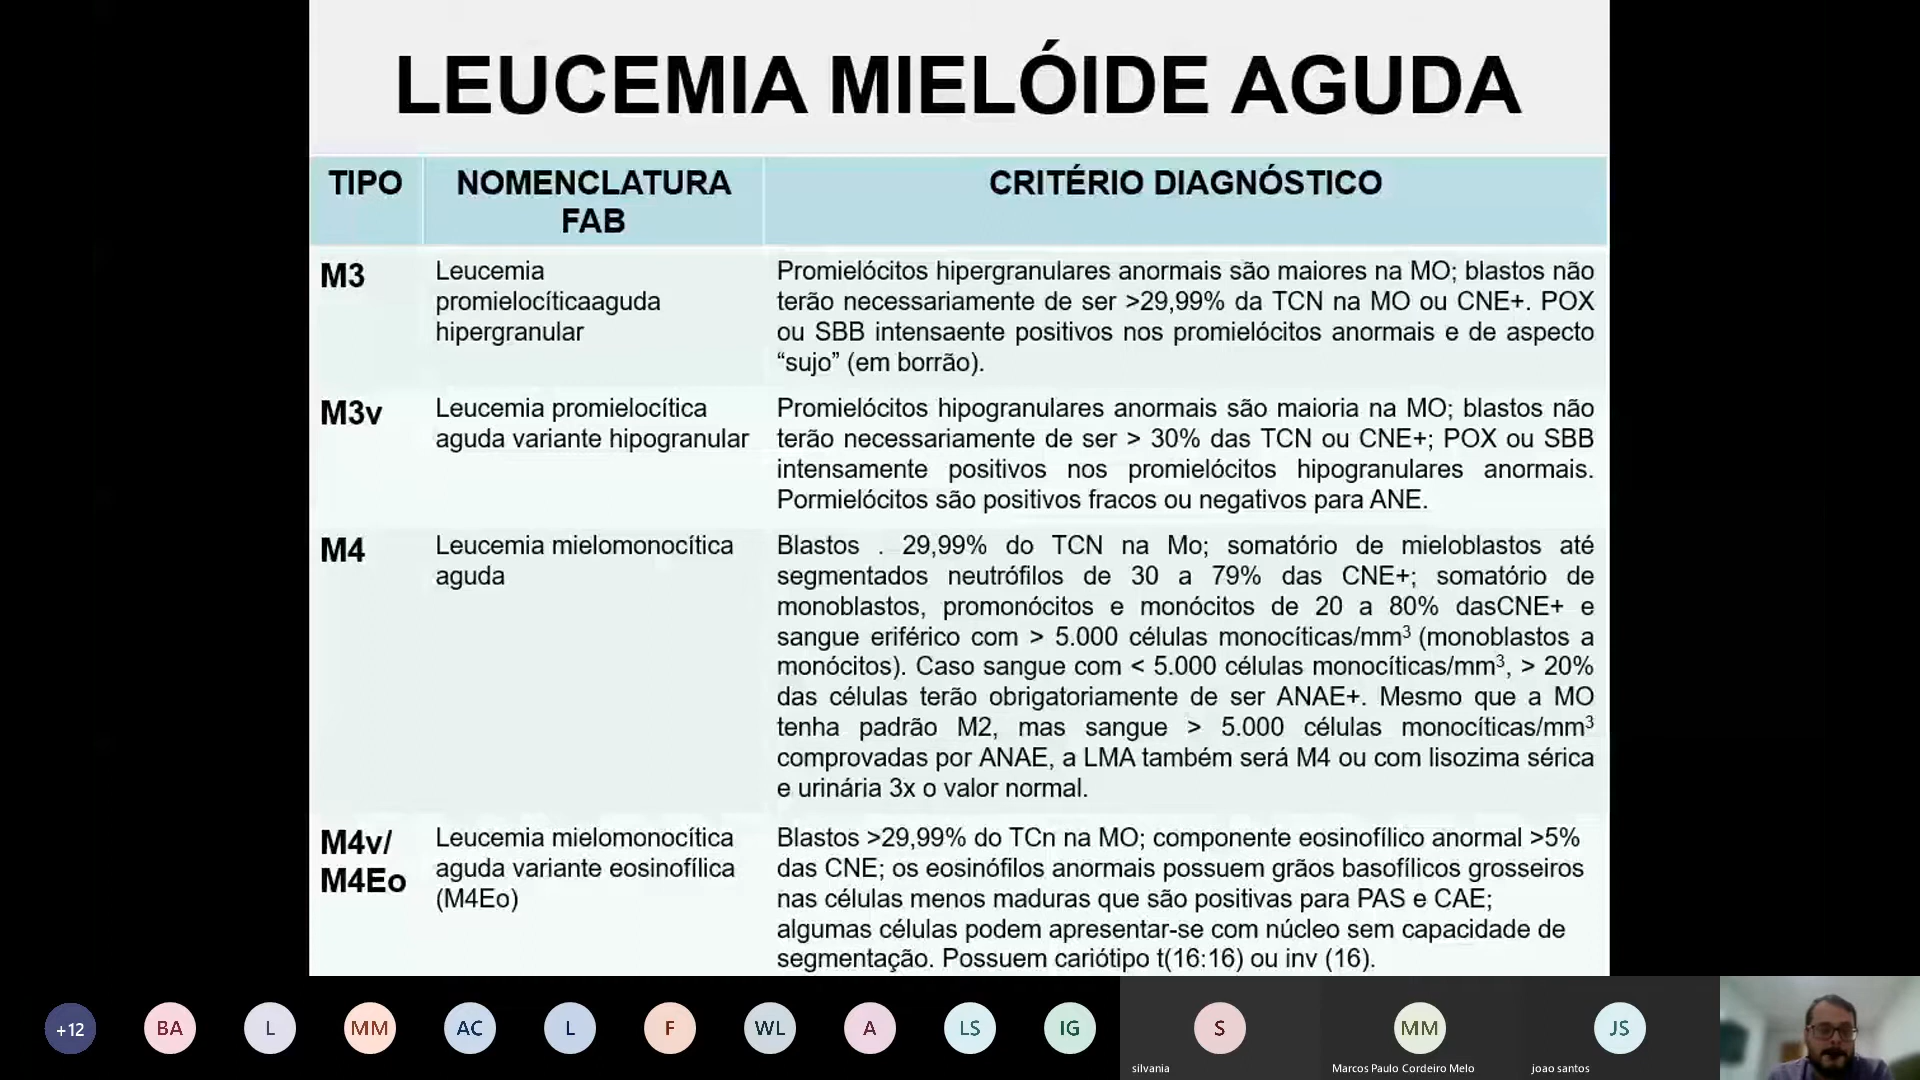 LEUCEMIA MIELÓIDE AGUDA
TIPO
NOMENCLATURA
FAB
CRITÉRIO DIAGNÓSTICO
M3
Leucemia
promielocíticaaguda
hipergranular
Promielócitos hipergranulares anormais são maiores na MO; blastos não
terão necessariamente de ser >29,99% da TCN na MO ou CNE+. POX
ou SBB intensaente positivos nos promielócitos anormais e de aspecto
“sujo” (em borrão).
M3v
Leucemia promielocítica
aguda variante hipogranular
Promielócitos hipogranulares anormais são maioria na MO; blastos não
terão necessariamente de ser > 30% das TCN ou CNE+; POX ou SBB
intensamente positivos nos promielócitos hipogranulares anormais.
Pormielócitos são positivos fracos ou negativos para ANE.
M4
Leucemia mielomonocítica
aguda
Blastos . 29,99% do TCN na Mo; somatório de mieloblastos até
segmentados neutrófilos de 30 a 79% das CNE+; somatório de
monoblastos, promonócitos e monócitos de 20 a 80% dasCNE+ e
sangue eriférico com > 5.000 células monocíticas/mm³ (monoblastos a
monócitos). Caso sangue com < 5.000 células monocíticas/mm³, > 20%
das células terão obrigatoriamente de ser ANAE+. Mesmo que a MO
tenha padrão M2, mas sangue > 5.000 células monocíticas/mm³
comprovadas por ANAE, a LMA também será M4 ou com lisozima sérica
e urinária 3x o valor normal.
M4v/
M4Eo
Leucemia mielomonocítica
aguda variante eosinofílica
(M4Eo)
Blastos >29,99% do TCn na MO; componente eosinofílico anormal >5%
das CNE; os eosinófilos anormais possuem grãos basofílicos grosseiros
nas células menos maduras que são positivas para PAS e CAE;
algumas células podem apresentar-se com núcleo sem capacidade de
segmentação. Possuem cariótipo t(16:16) ou inv (16).
+12
BA
L
MM
AC
L
F
WL
A
LS
IG
S
MM
JS
silvania
Marcos Paulo Cordeiro Melo
joao santos